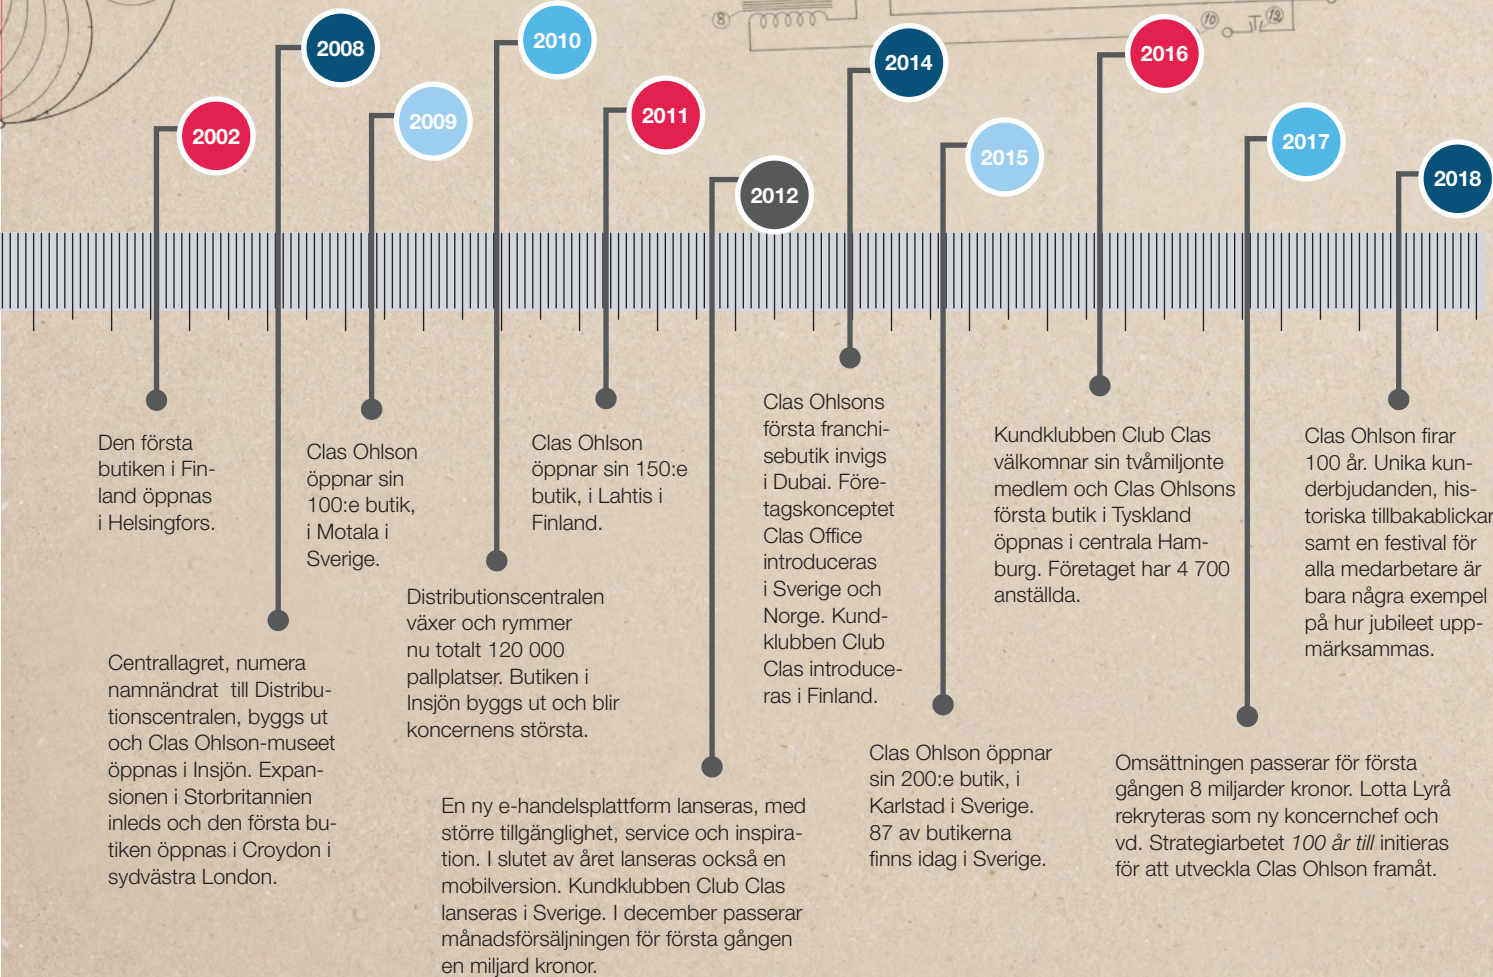 8
10
12
2002
Den första
butiken i Fin-
land öppnas
i Helsingfors.
2008
Centrallagret, numera
namnändrat till Distribu-
tionscentralen, byggs ut
och Clas Ohlson-museet
öppnas i Insjön. Expan-
sionen i Storbritannien
inleds och den första bu-
tiken öppnas i Croydon i
sydvästra London.
2009
Clas Ohlson
öppnar sin
100:e butik,
i Motala i
Sverige.
2010
Distributionscentralen
växer och rymmer
nu totalt 120 000
pallplatser. Butiken i
Insjön byggs ut och blir
koncernens största.
2011
Clas Ohlson
öppnar sin 150:e
butik, i Lahtis i
Finland.
2012
En ny e-handelsplattform lanseras, med
större tillgänglighet, service och inspira-
tion. I slutet av året lanseras också en
mobilversion. Kundklubben Club Clas
lanseras i Sverige. I december passerar
månadsförsäljningen för första gången
en miljard kronor.
2014
Clas Ohlsons
första franchi-
sebutik invigs
i Dubai. Före-
tagskonceptet
Clas Office
introduceras
i Sverige och
Norge. Kund-
klubben Club
Clas introduce-
ras i Finland.
2015
Clas Ohlson öppnar
sin 200:e butik, i
Karlstad i Sverige.
87 av butikerna
finns idag i Sverige.
2016
Kundklubben Club Clas
välkomnar sin tvåmiljonte
medlem och Clas Ohlsons
första butik i Tyskland
öppnas i centrala Ham-
burg. Företaget har 4 700
anställda.
2017
Omsättningen passerar för första
gången 8 miljarder kronor. Lotta Lyrå
rekryteras som ny koncernchef och
vd. Strategiarbetet 100 år till initieras
för att utveckla Clas Ohlson framåt.
2018
Clas Ohlson firar
100 år. Unika kun-
derbjudanden, his-
toriska tillbakablickar
samt en festival för
alla medarbetare är
bara några exempel
på hur jubileet upp-
märksammas.